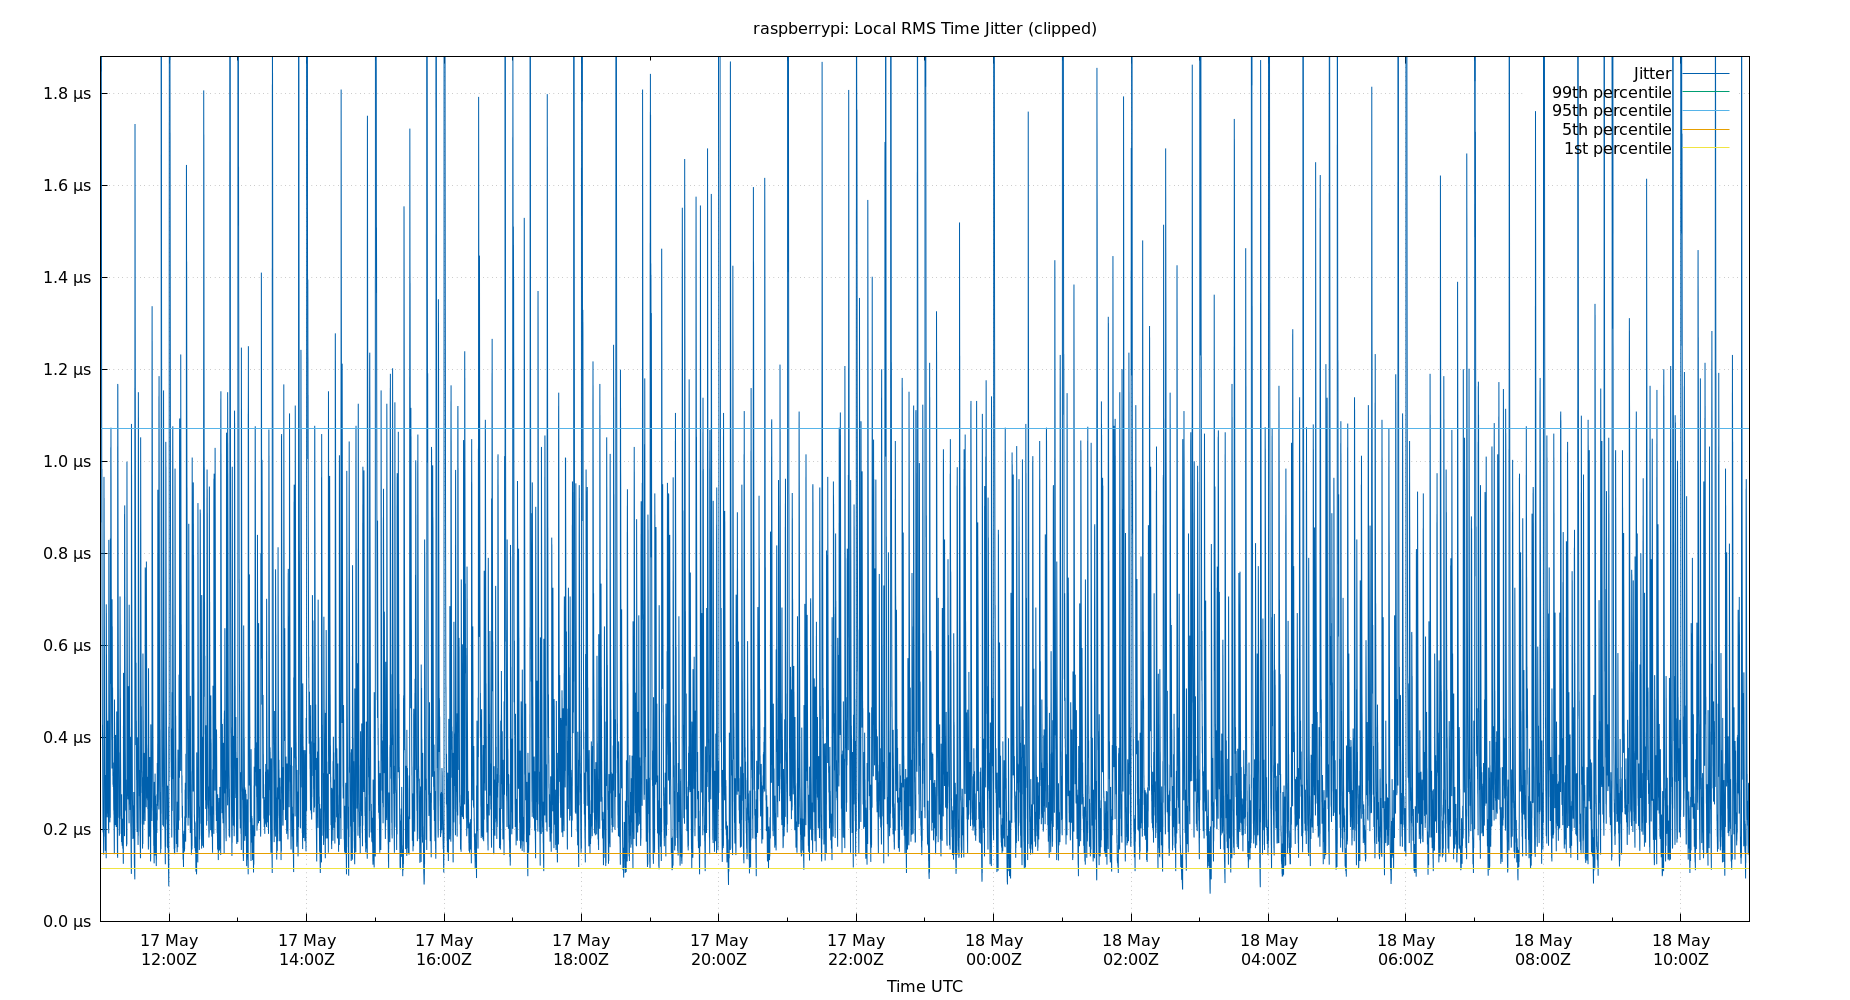 raspberrypi: Local RMS Time Jitter (clipped)
Jitter
99th percentile
95th percentile
5th percentile
1st percentile
1.8 μs
1.6 μs
1.4 μs
1.2 μs
1.0 μs
0.8 μs
0.6 μs
0.4 μs
0.2 μs
0.0 μs
17 May 17 May 17 May 17 May 17 May 17 May 18 May 18 May 18 May 18 May 18 May 18 May
12:00Z 14:00Z 16:00Z 18:00Z 20:00Z 22:00Z 00:00Z 02:00Z 04:00Z 06:00Z 08:00Z 10:00Z
Time UTC